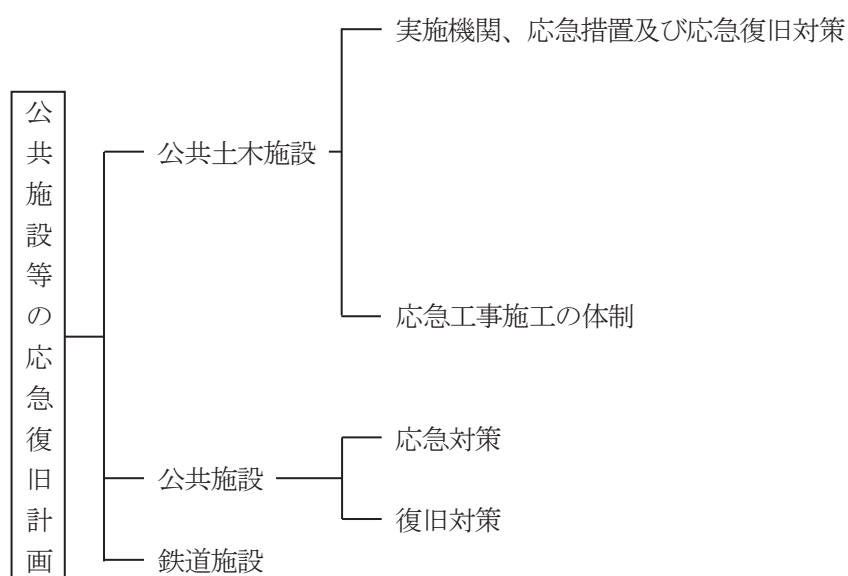 公共施設等の応急復旧計画
公共土木施設
実施機関、応急措置及び応急復旧対策
応急工事施工の体制
公共施設
応急対策
復旧対策
鉄道施設